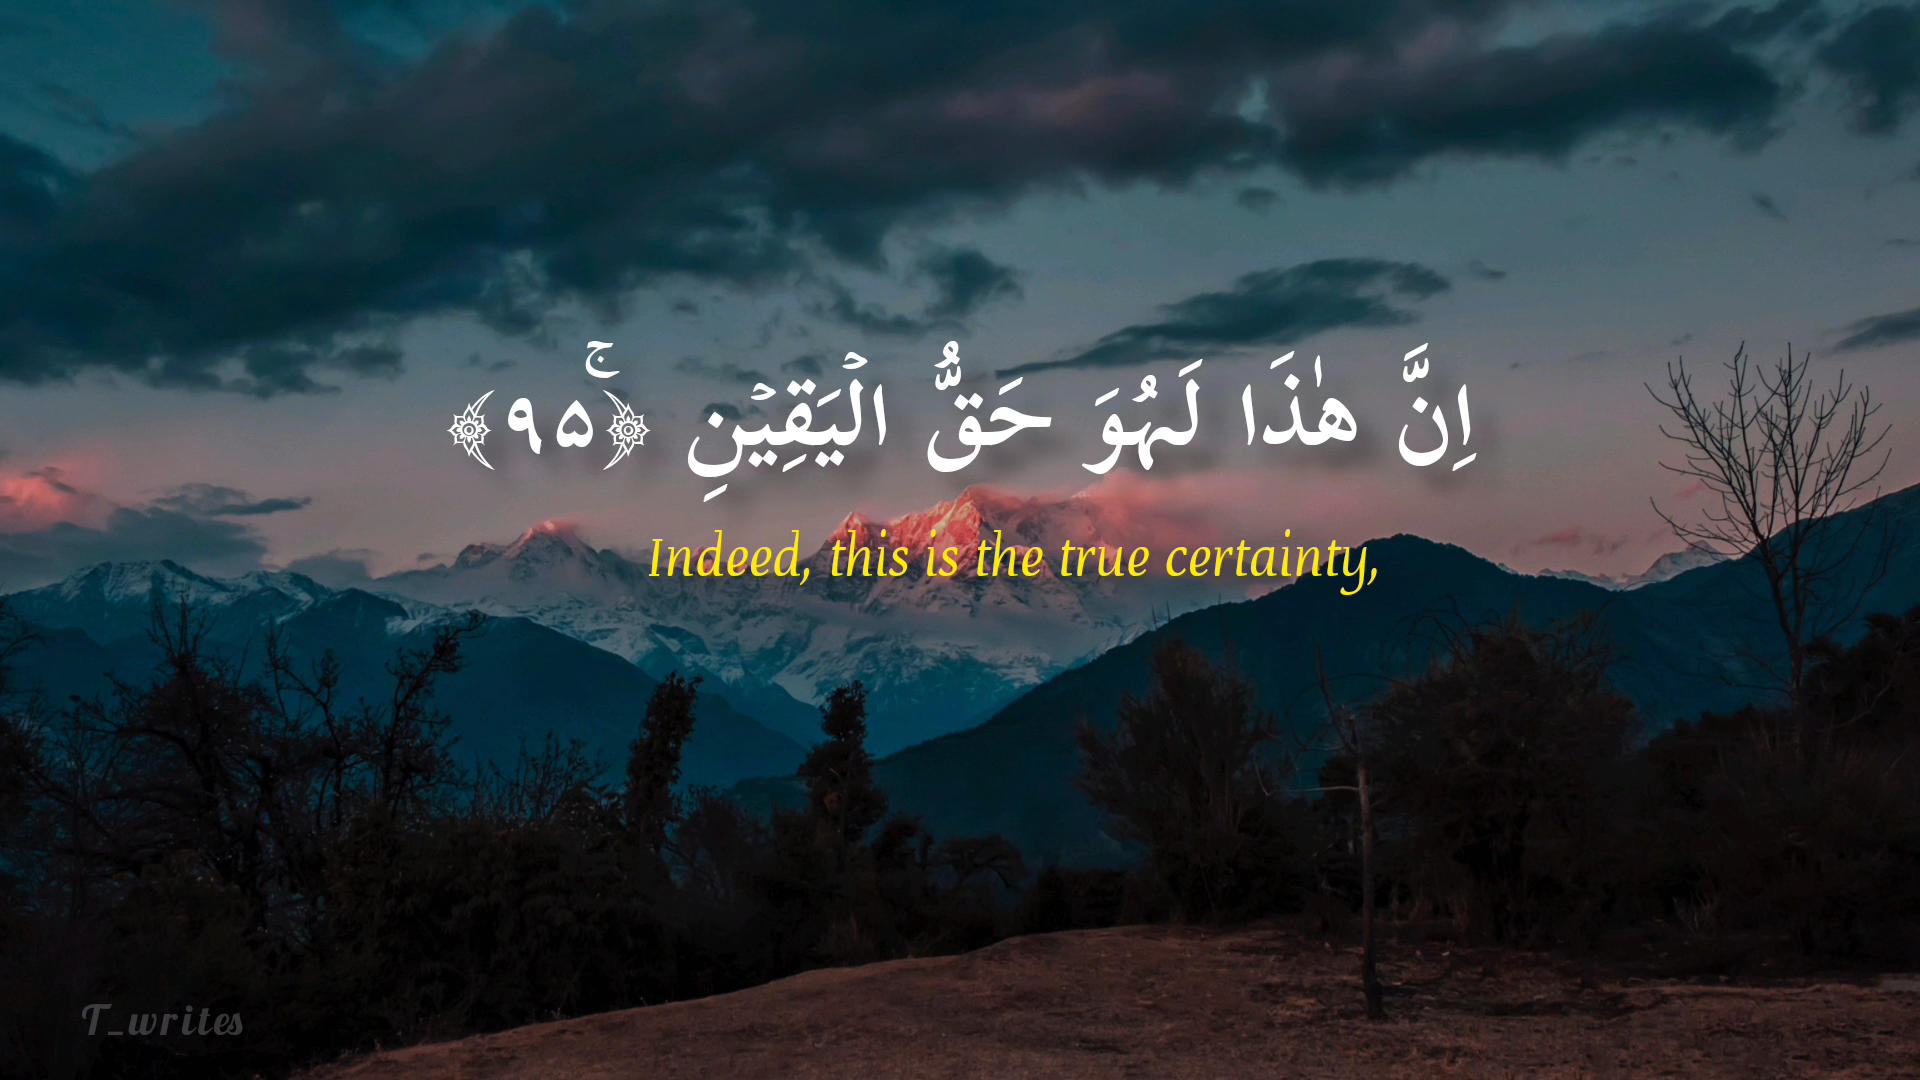 اِنَّ هٰذَا لَہُوَ حَقُّ الۡیَقِیۡنِ ﴿ۚ۹۵﴾
Indeed, this is the true certainty,
T_writes